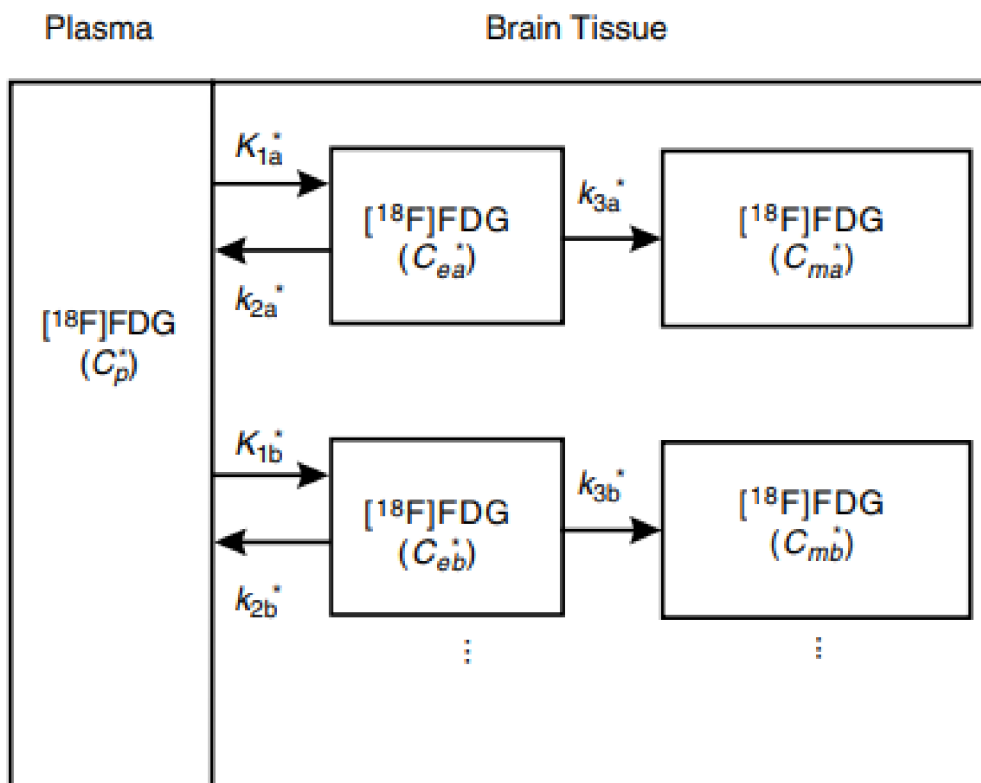 Plasma Brain Tissue
K₁ₐ*
k₂ₐ*
[¹⁸F]FDG
(Cₑₐ*)
k₃ₐ*
[¹⁸F]FDG
(Cₘₐ*)
[¹⁸F]FDG
(Cₚ*)
K₁b*
k₂b*
[¹⁸F]FDG
(Cₑb*)
k₃b*
[¹⁸F]FDG
(Cₘb*)
⋮ ⋮